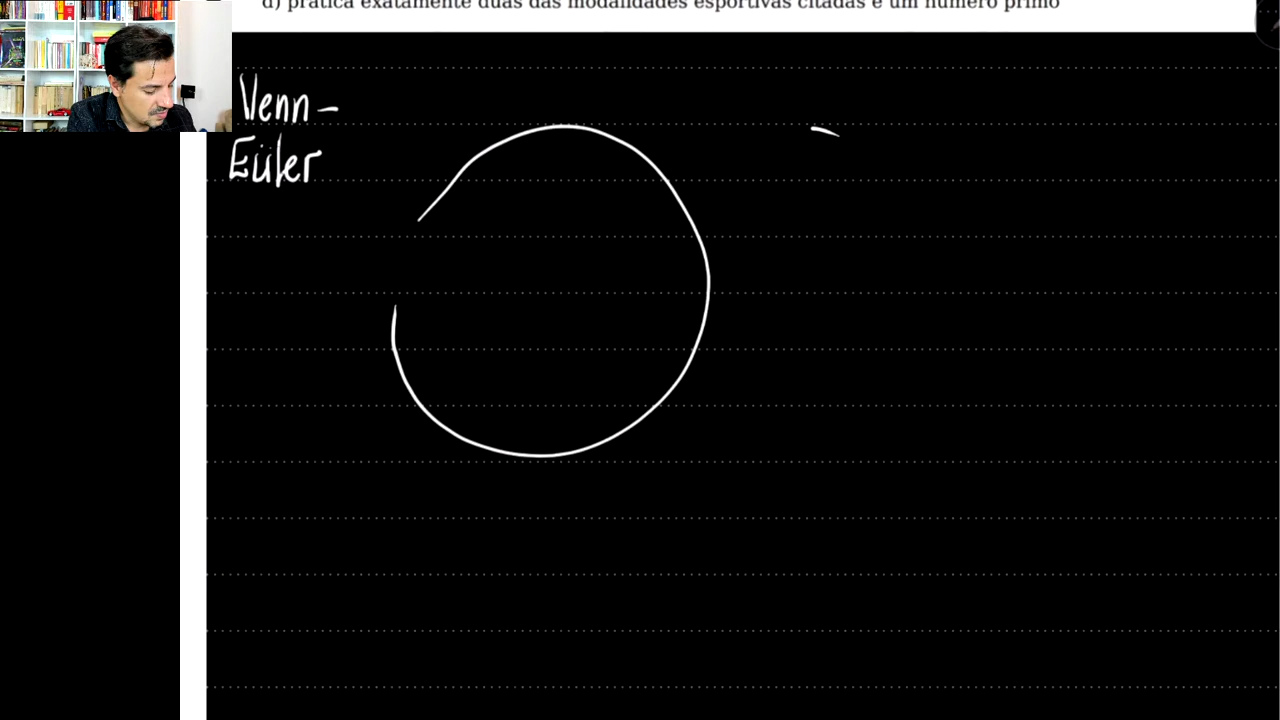 d) pratica exatamente duas das modalidades esportivas citadas é um número primo
Venn-
Euler